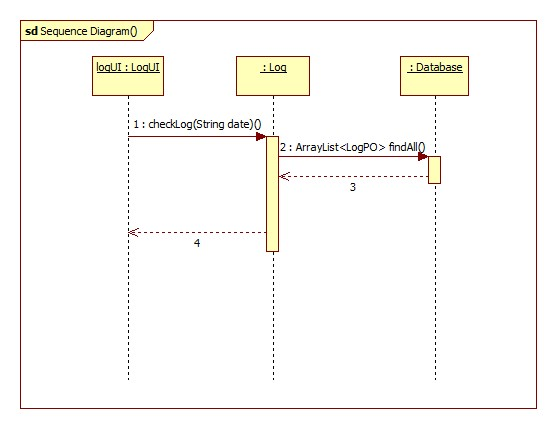 sd Sequence Diagram()
logUI : LogUI
: Log
: Database
1 : checkLog(String date)()
2 : ArrayList<LogPO> findAll()
3
4